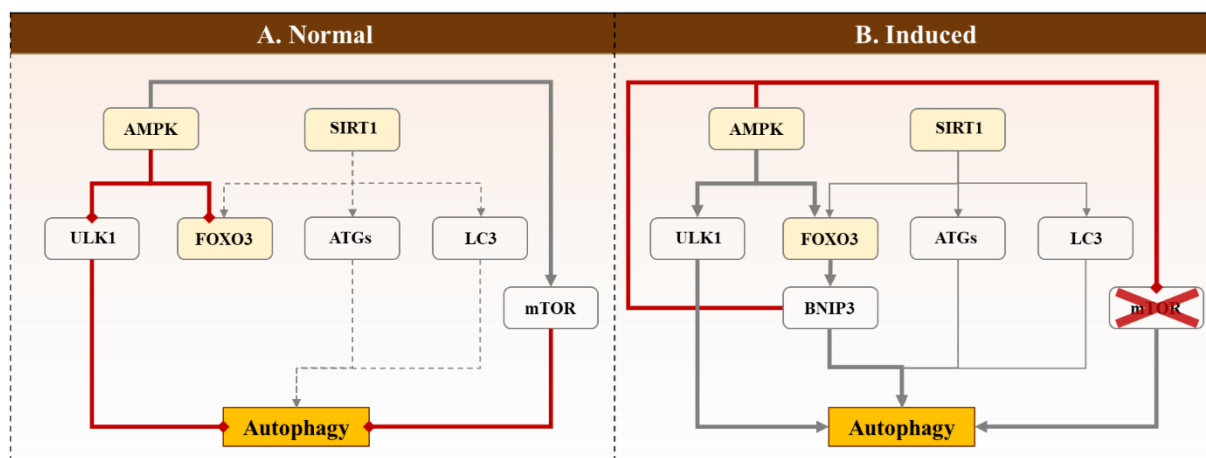 A. Normal
AMPK
SIRT1
ULK1
FOXO3
ATGs
LC3
mTOR
Autophagy
B. Induced
AMPK
SIRT1
ULK1
FOXO3
ATGs
LC3
BNIP3
mTOR
Autophagy